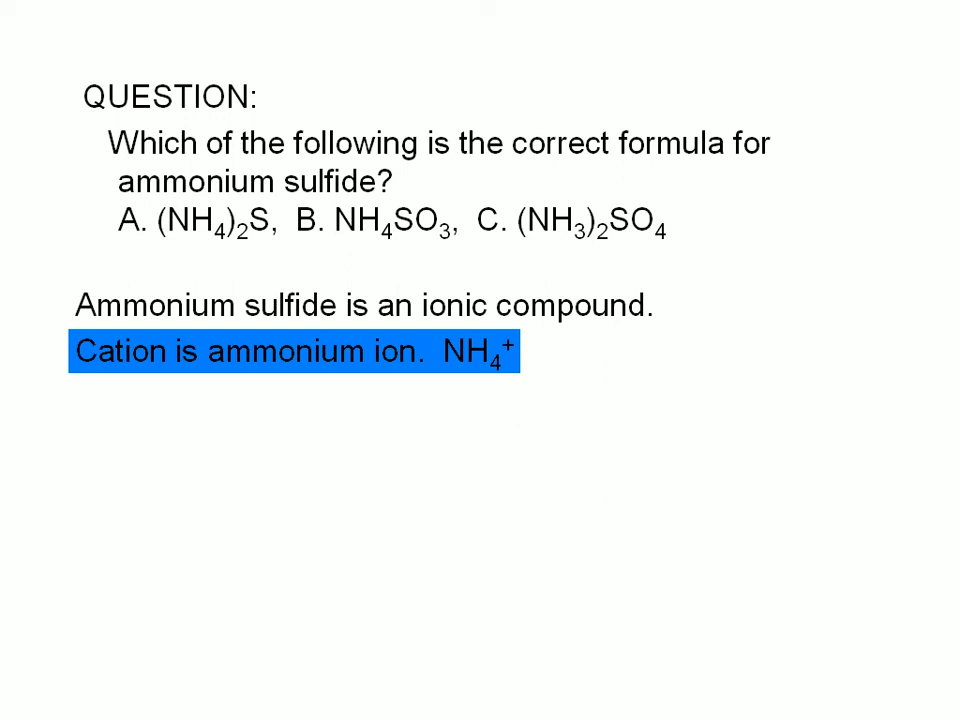 QUESTION:
Which of the following is the correct formula for
ammonium sulfide?
A. (NH₄)₂S,  B. NH₄SO₃,  C. (NH₃)₂SO₄
Ammonium sulfide is an ionic compound.
Cation is ammonium ion.  NH₄⁺